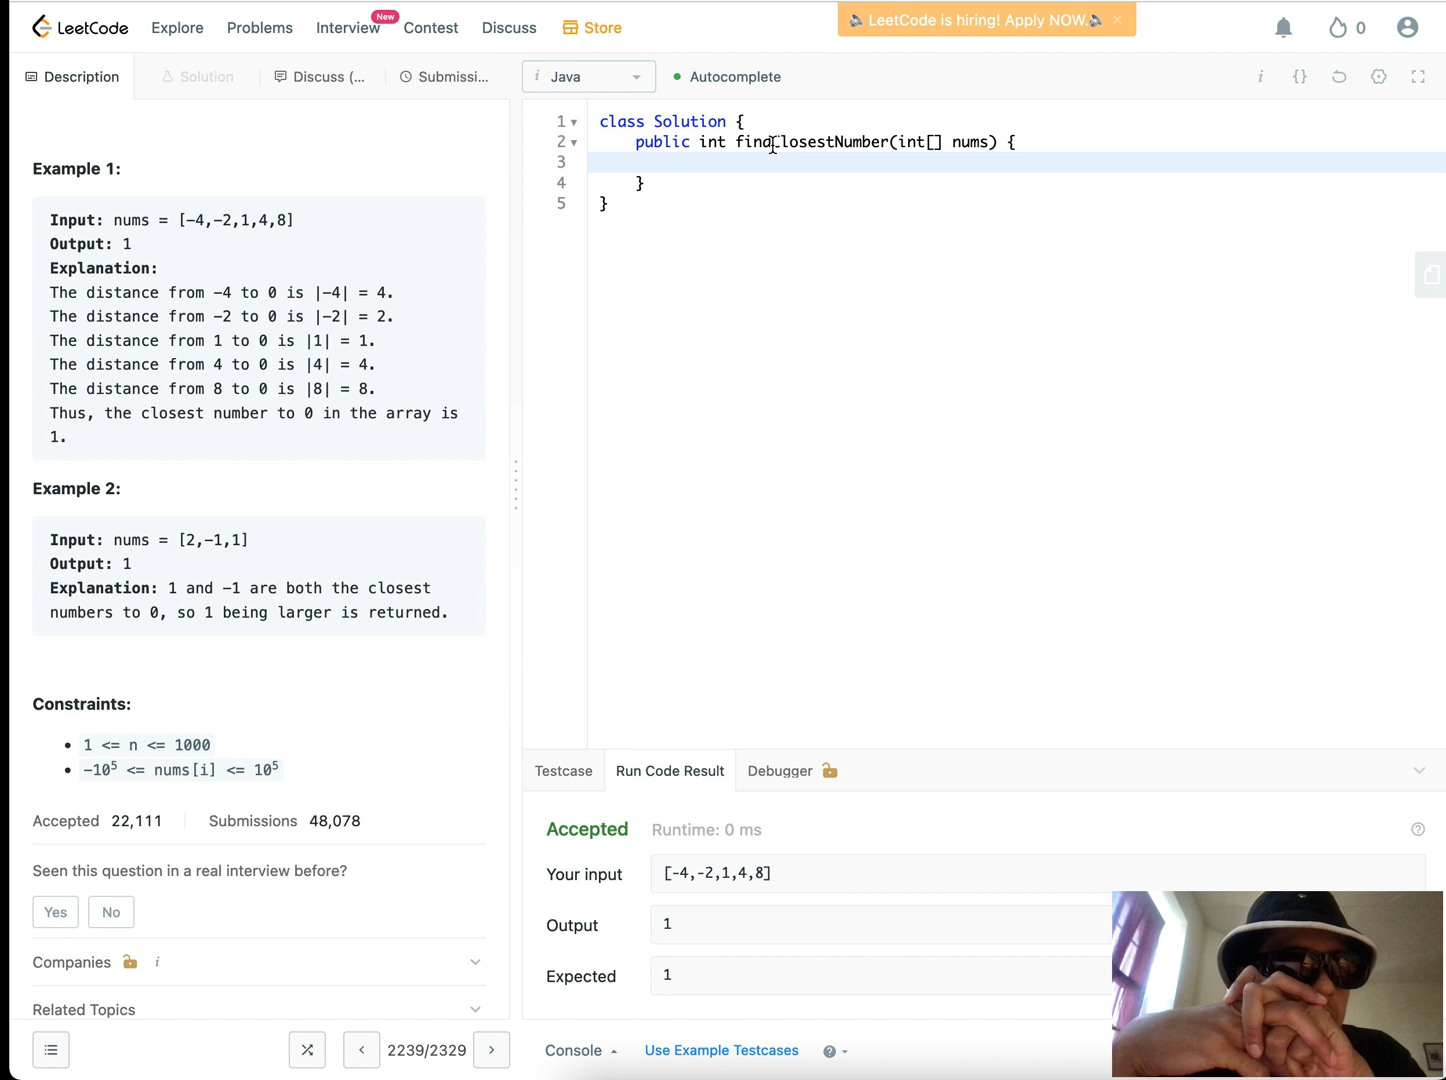 LeetCode
Explore
Problems
Interview
New
Contest
Discuss
Store
LeetCode is hiring! Apply NOW.
×
0
Description
Solution
Discuss (...
Submissi...
i Java
Autocomplete
i {}
Example 1:
Input: nums = [-4,-2,1,4,8]
Output: 1
Explanation:
The distance from -4 to 0 is |-4| = 4.
The distance from -2 to 0 is |-2| = 2.
The distance from 1 to 0 is |1| = 1.
The distance from 4 to 0 is |4| = 4.
The distance from 8 to 0 is |8| = 8.
Thus, the closest number to 0 in the array is
1.
Example 2:
Input: nums = [2,-1,1]
Output: 1
Explanation: 1 and -1 are both the closest
numbers to 0, so 1 being larger is returned.
Constraints:
• 1 <= n <= 1000
• -10⁵ <= nums[i] <= 10⁵
Accepted 22,111
Submissions 48,078
Seen this question in a real interview before?
Yes
No
Companies i
Related Topics
2239/2329
1 class Solution {
2 public int findClosestNumber(int[] nums) {
3
4 }
5 }
Testcase
Run Code Result
Debugger
Accepted Runtime: 0 ms
?
Your input
[-4,-2,1,4,8]
Output
1
Expected
1
Console
Use Example Testcases
?